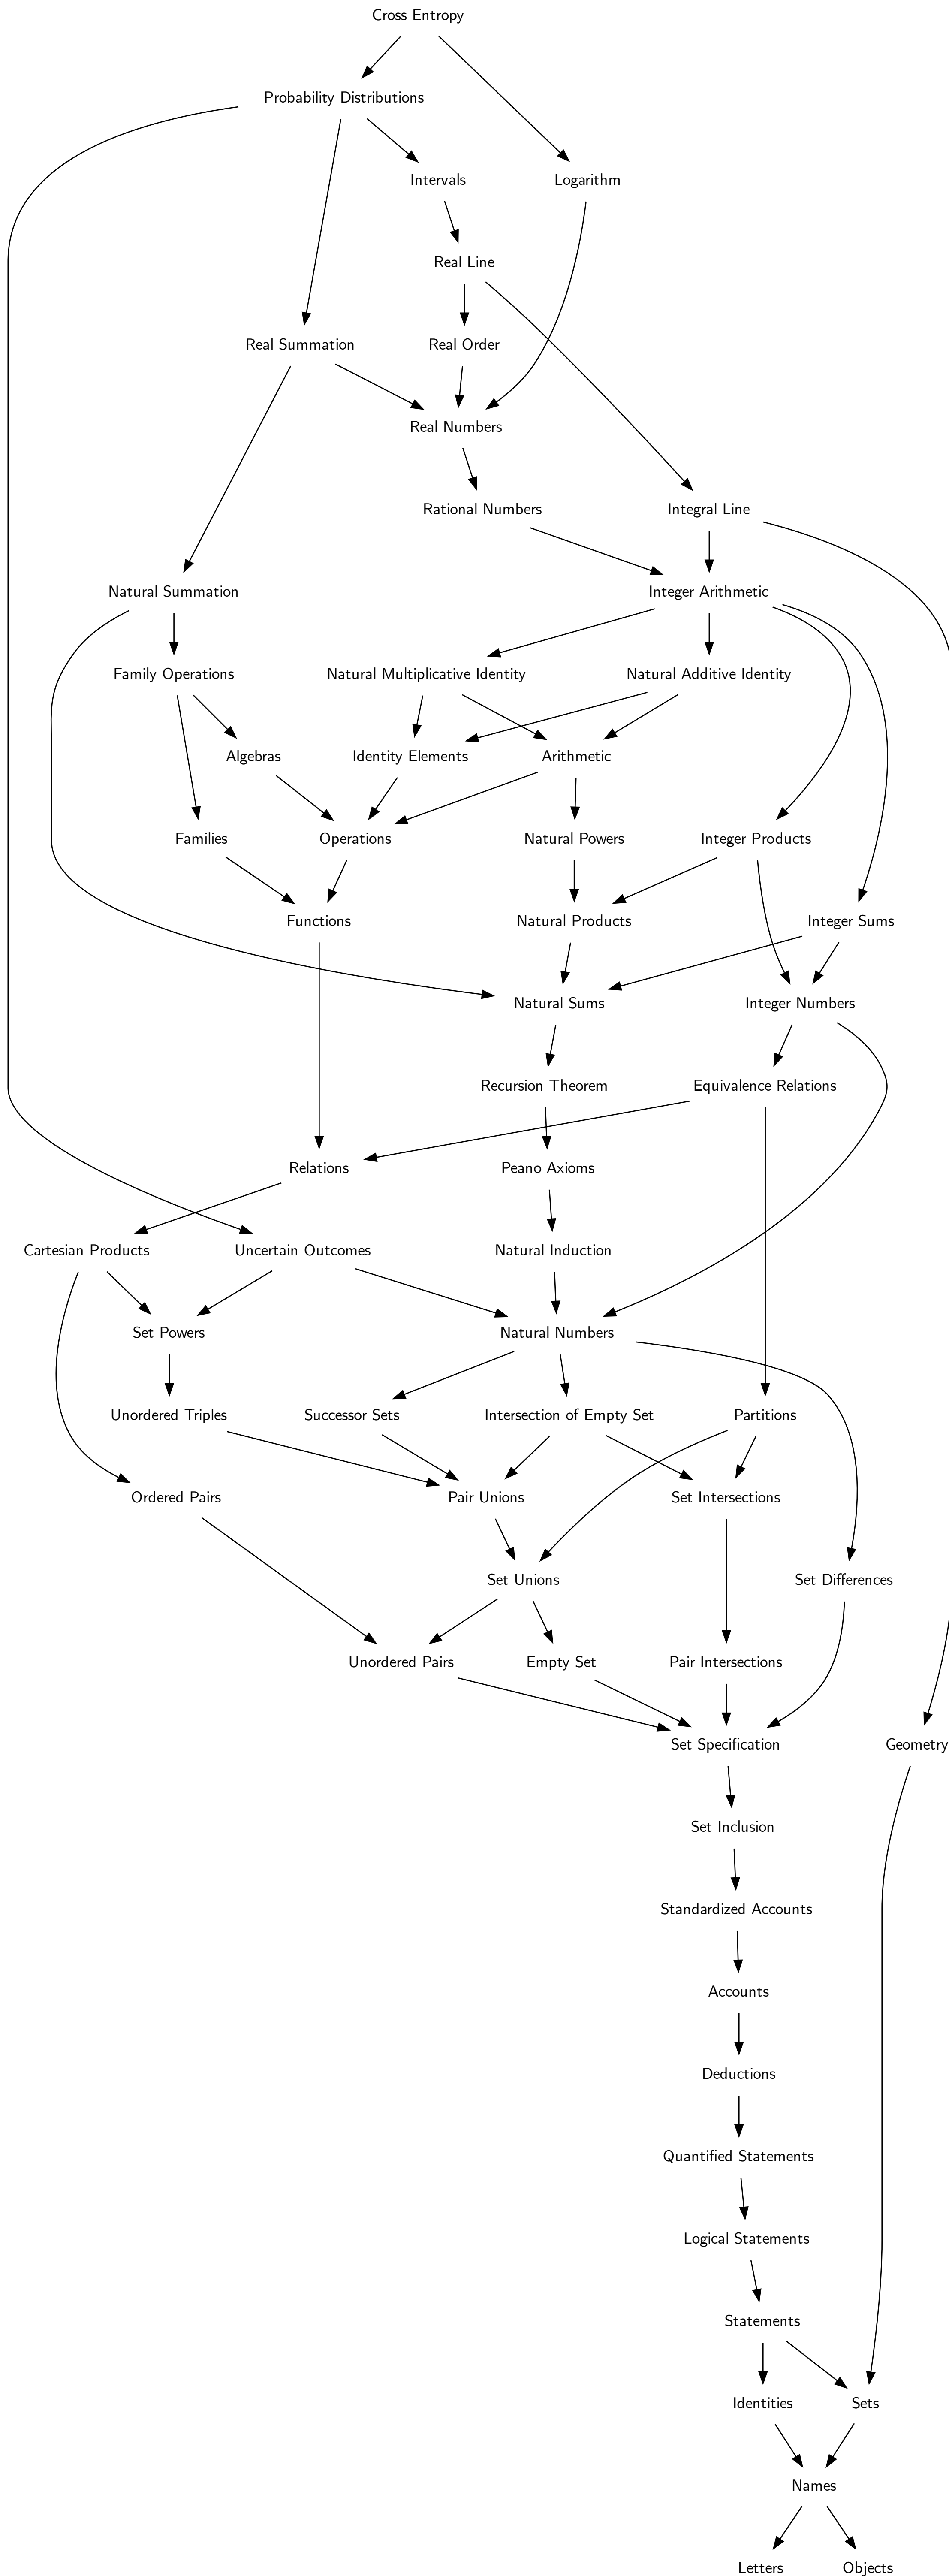 Cross Entropy
Probability Distributions
Intervals
Logarithm
Real Line
Real Summation
Real Order
Real Numbers
Rational Numbers
Integral Line
Natural Summation
Integer Arithmetic
Family Operations
Natural Multiplicative Identity
Natural Additive Identity
Algebras
Identity Elements
Arithmetic
Families
Operations
Natural Powers
Integer Products
Functions
Natural Products
Integer Sums
Natural Sums
Integer Numbers
Recursion Theorem
Equivalence Relations
Relations
Peano Axioms
Cartesian Products
Uncertain Outcomes
Natural Induction
Set Powers
Natural Numbers
Unordered Triples
Successor Sets
Intersection of Empty Set
Partitions
Ordered Pairs
Pair Unions
Set Intersections
Set Unions
Set Differences
Unordered Pairs
Empty Set
Pair Intersections
Set Specification
Geometry
Set Inclusion
Standardized Accounts
Accounts
Deductions
Quantified Statements
Logical Statements
Statements
Identities
Sets
Names
Letters
Objects